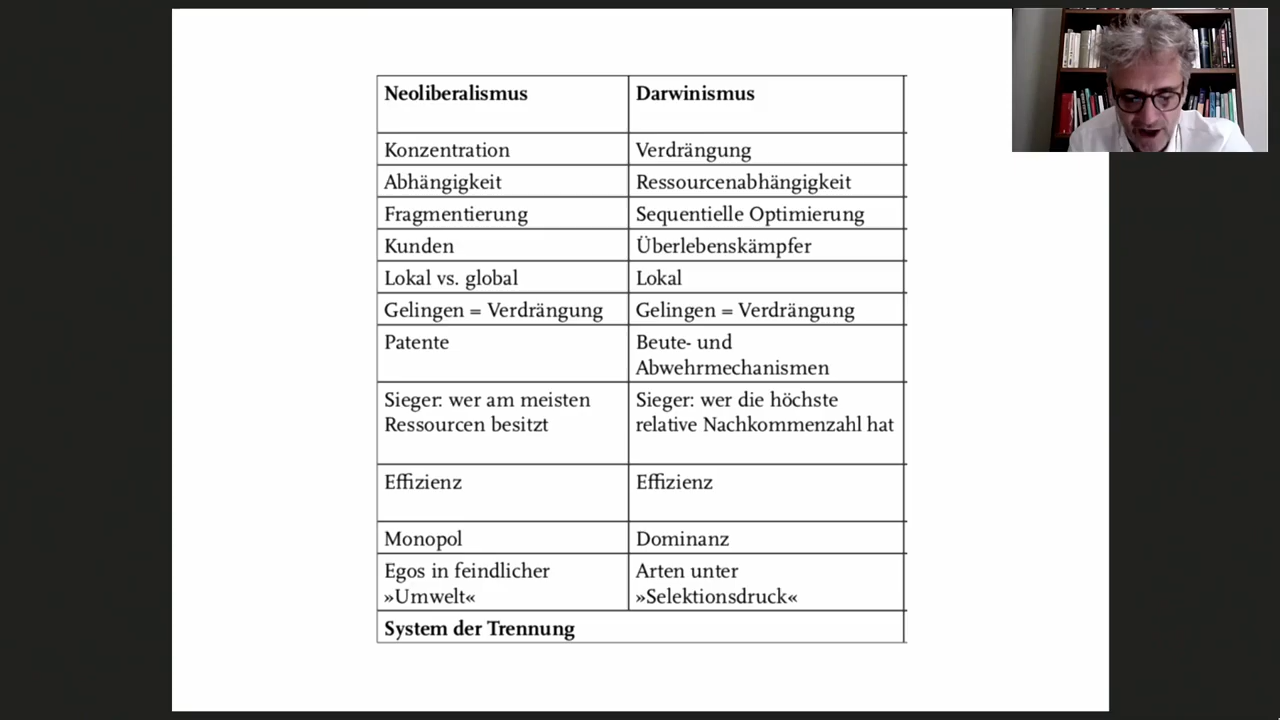 Neoliberalismus Darwinismus
Konzentration Verdrängung
Abhängigkeit Ressourcenabhängigkeit
Fragmentierung Sequentielle Optimierung
Kunden Überlebenskämpfer
Lokal vs. global Lokal
Gelingen = Verdrängung Gelingen = Verdrängung
Patente Beute- und
Abwehrmechanismen
Sieger: wer am meisten Sieger: wer die höchste
Ressourcen besitzt relative Nachkommenzahl hat
Effizienz Effizienz
Monopol Dominanz
Egos in feindlicher Arten unter
»Umwelt« »Selektionsdruck«
System der Trennung